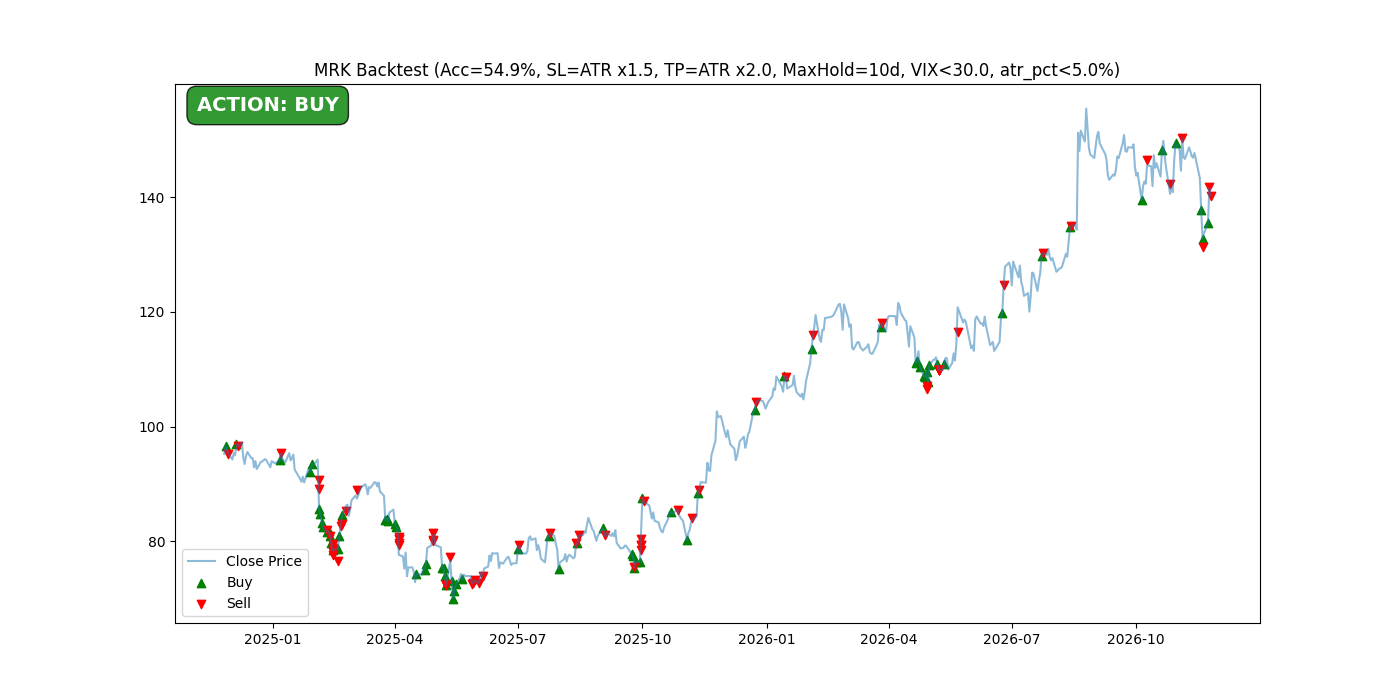 MRK Backtest (Acc=54.9%, SL=ATR x1.5, TP=ATR x2.0, MaxHold=10d, VIX<30.0, atr_pct<5.0%)
ACTION: BUY
140
120
100
80
Close Price
Buy
Sell
2025-01 2025-04 2025-07 2025-10 2026-01 2026-04 2026-07 2026-10